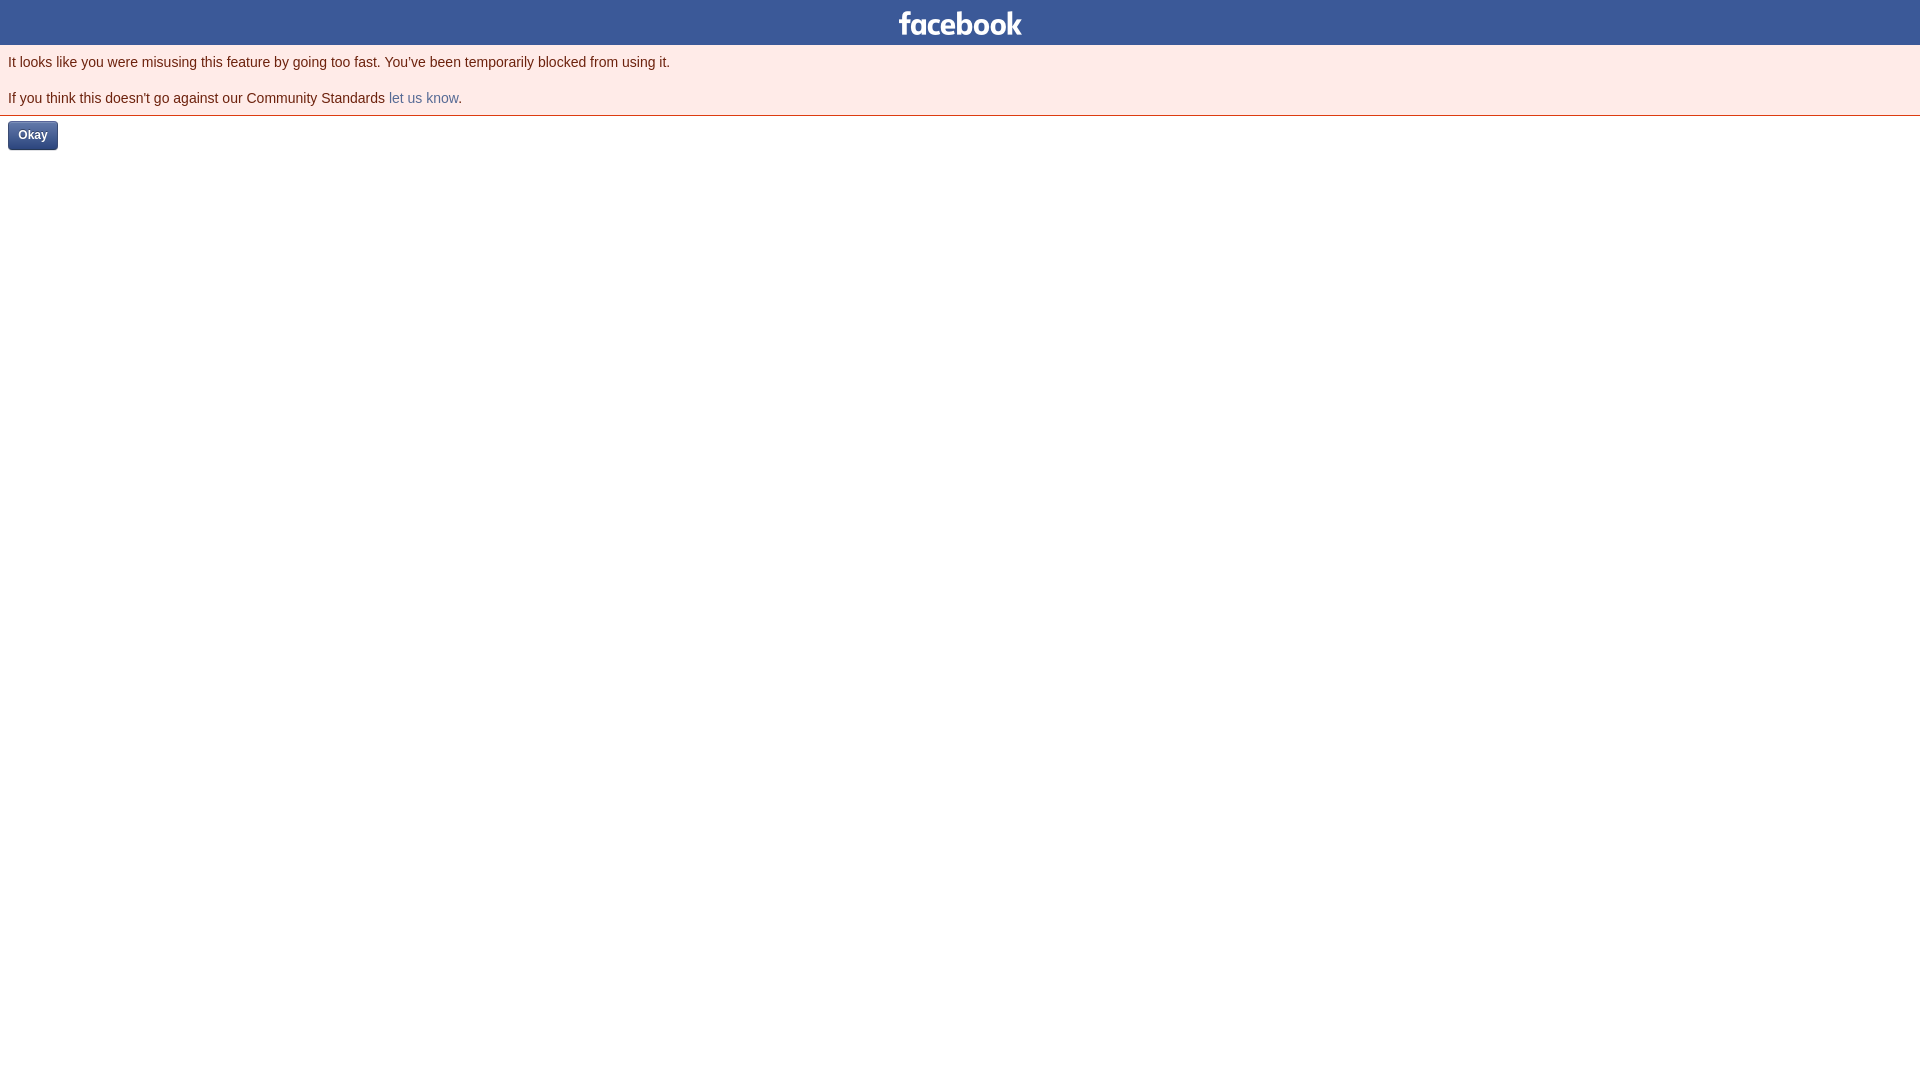 facebook
It looks like you were misusing this feature by going too fast. You’ve been temporarily blocked from using it.
If you think this doesn't go against our Community Standards let us know.
Okay